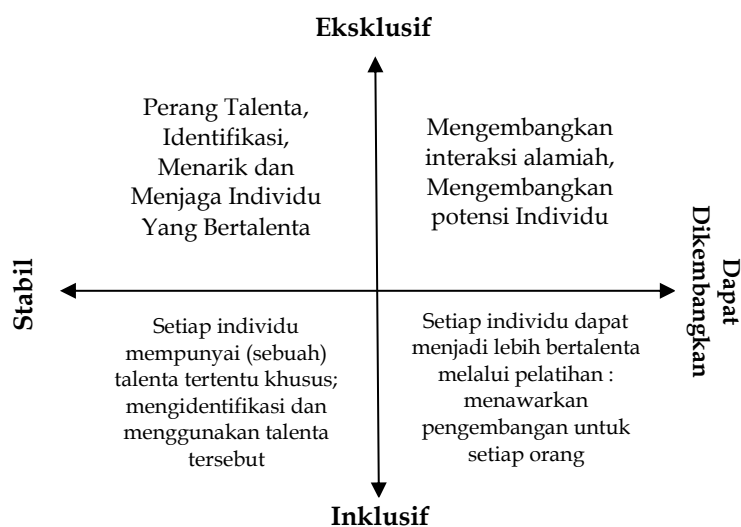 Eksklusif
Perang Talenta,
Identifikasi,
Menarik dan
Menjaga Individu
Yang Bertalenta
Mengembangkan
interaksi alamiah,
Mengembangkan
potensi Individu
Stabil
Dapat
Dikembangkan
Setiap individu
mempunyai (sebuah)
talenta tertentu khusus;
mengidentifikasi dan
menggunakan talenta
tersebut
Setiap individu dapat
menjadi lebih bertalenta
melalui pelatihan :
menawarkan
pengembangan untuk
setiap orang
Inklusif